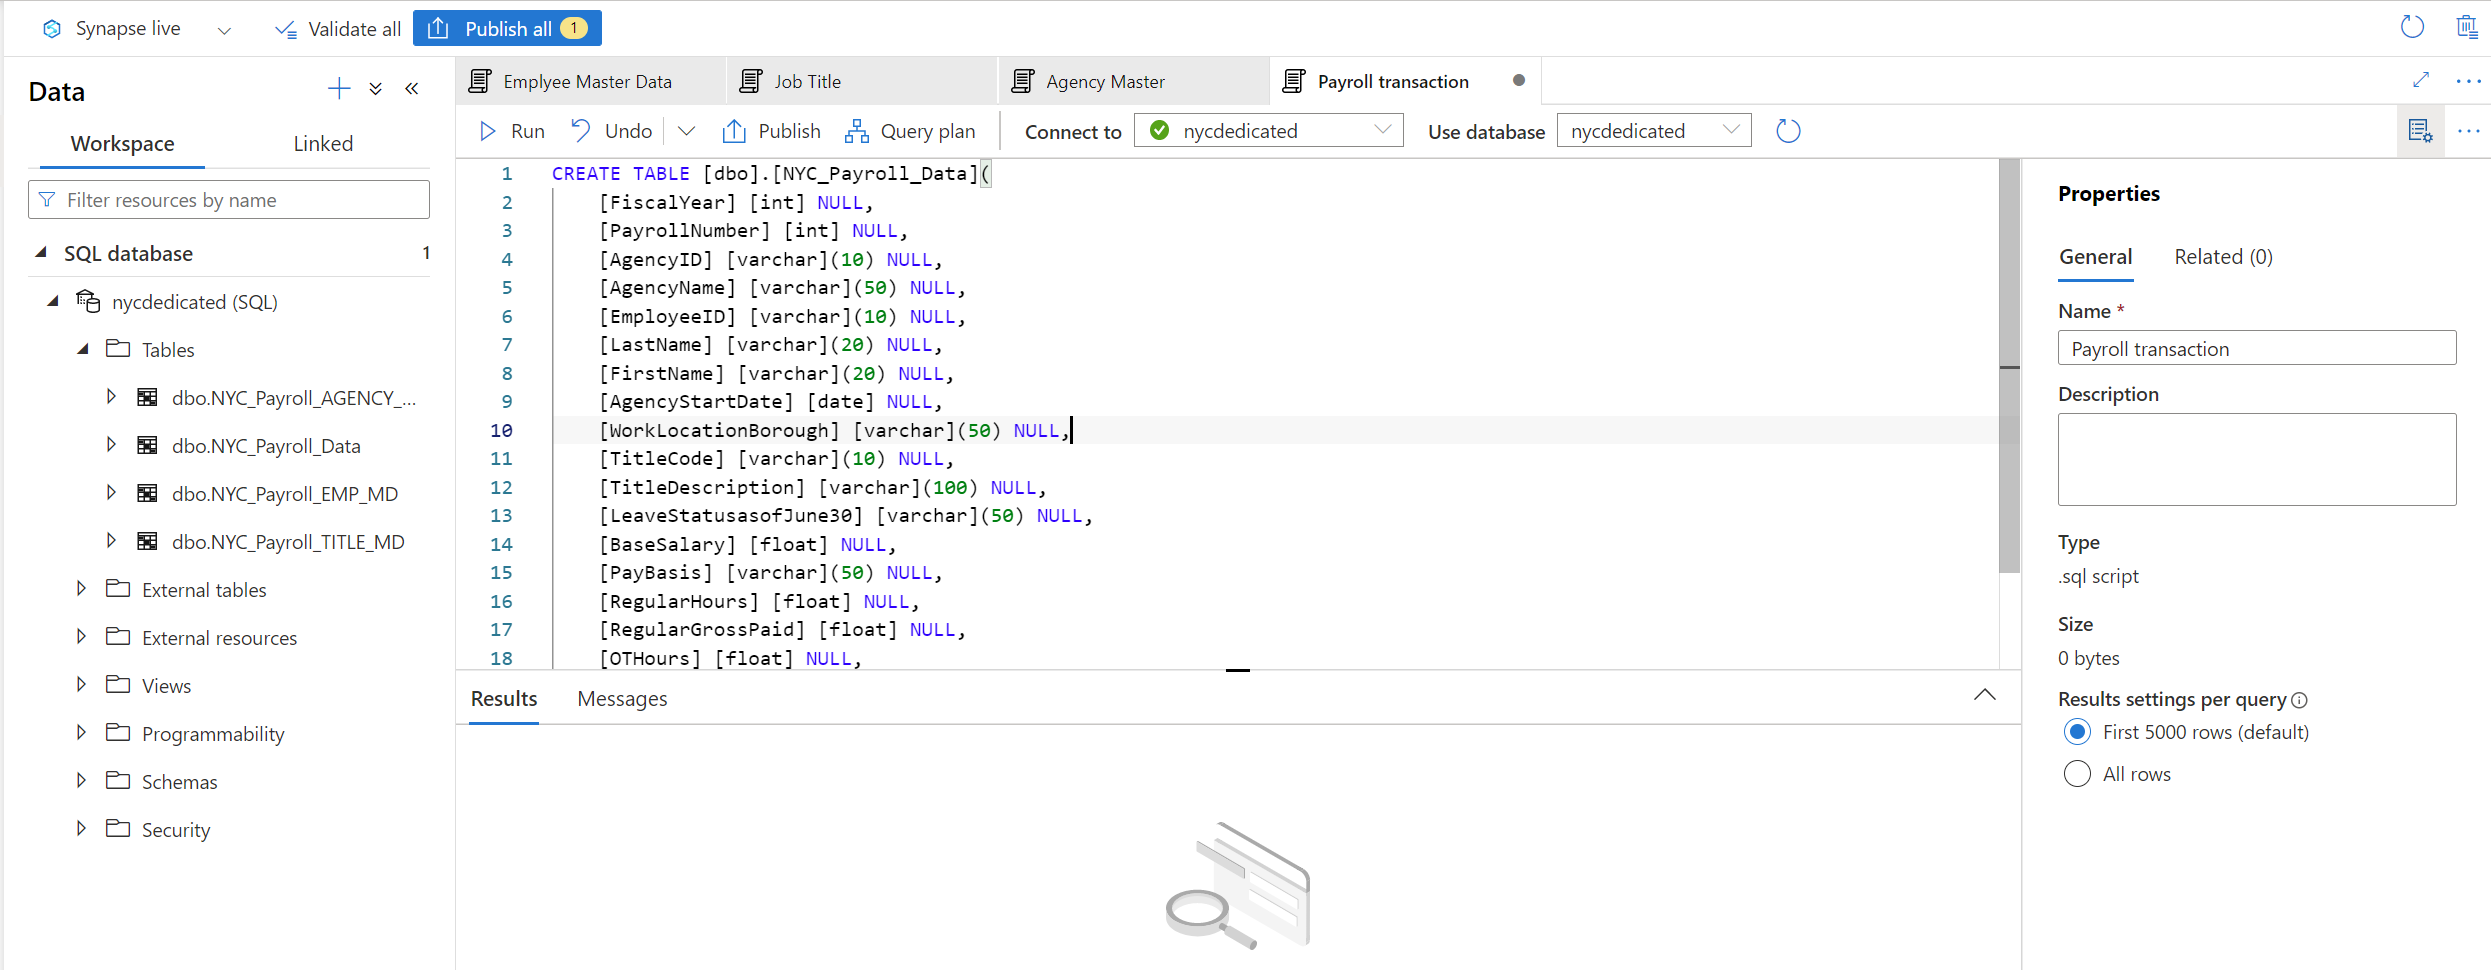 Synapse live
Validate all
Publish all 1
Data
Workspace Linked
Filter resources by name
SQL database 1
nycdedicated (SQL)
Tables
dbo.NYC_Payroll_AGENCY_...
dbo.NYC_Payroll_Data
dbo.NYC_Payroll_EMP_MD
dbo.NYC_Payroll_TITLE_MD
External tables
External resources
Views
Programmability
Schemas
Security
Emplyee Master Data
Job Title
Agency Master
Payroll transaction
Run Undo Publish Query plan Connect to nycdedicated Use database nycdedicated
1 CREATE TABLE [dbo].[NYC_Payroll_Data](
2 [FiscalYear] [int] NULL,
3 [PayrollNumber] [int] NULL,
4 [AgencyID] [varchar](10) NULL,
5 [AgencyName] [varchar](50) NULL,
6 [EmployeeID] [varchar](10) NULL,
7 [LastName] [varchar](20) NULL,
8 [FirstName] [varchar](20) NULL,
9 [AgencyStartDate] [date] NULL,
10 [WorkLocationBorough] [varchar](50) NULL,
11 [TitleCode] [varchar](10) NULL,
12 [TitleDescription] [varchar](100) NULL,
13 [LeaveStatusasofJune30] [varchar](50) NULL,
14 [BaseSalary] [float] NULL,
15 [PayBasis] [varchar](50) NULL,
16 [RegularHours] [float] NULL,
17 [RegularGrossPaid] [float] NULL,
18 [OTHours] [float] NULL,
Results Messages
Properties
General Related (0)
Name *
Payroll transaction
Description
Type
.sql script
Size
0 bytes
Results settings per query
First 5000 rows (default)
All rows